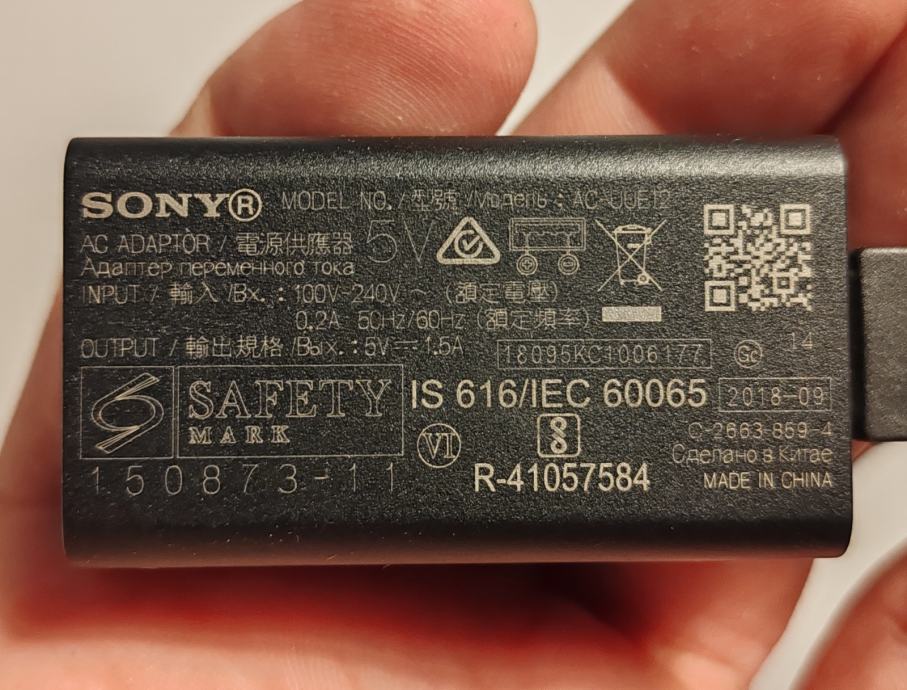 SONY® MODEL NO. / 型號 /Модель : AC-UUE12
AC ADAPTOR / 電源供應器 5V
Адаптер переменного тока
INPUT / 輸入 /Вх. : 100V-240V ~ (額定電壓)
0.2A 50Hz/60Hz (額定頻率)
OUTPUT / 輸出規格 /Вых. : 5V⎓1.5A
18095KC1006177 Gc 14
SAFETY
MARK
IS 616/IEC 60065 2018-09
VI
C-2663-859-4
Сделано в Китае
150873-11
R-41057584
MADE IN CHINA